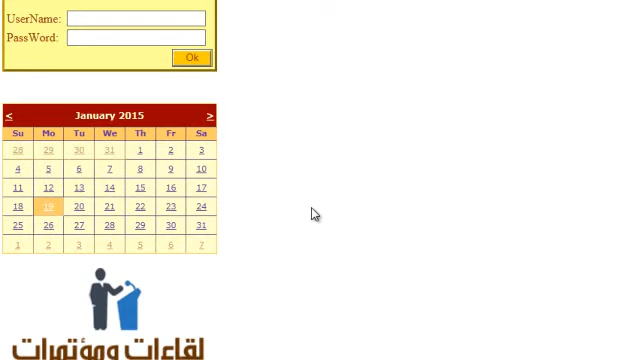 UserName:
PassWord:
Ok
< January 2015 >
Su Mo Tu We Th Fr Sa
28 29 30 31 1 2 3
4 5 6 7 8 9 10
11 12 13 14 15 16 17
18 19 20 21 22 23 24
25 26 27 28 29 30 31
1 2 3 4 5 6 7
لقاءات ومؤتمرات